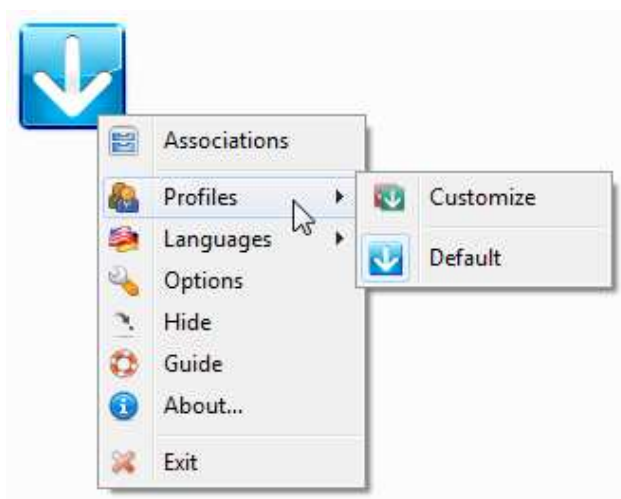 Associations
Profiles
Customize
Languages
Default
Options
Hide
Guide
About...
Exit